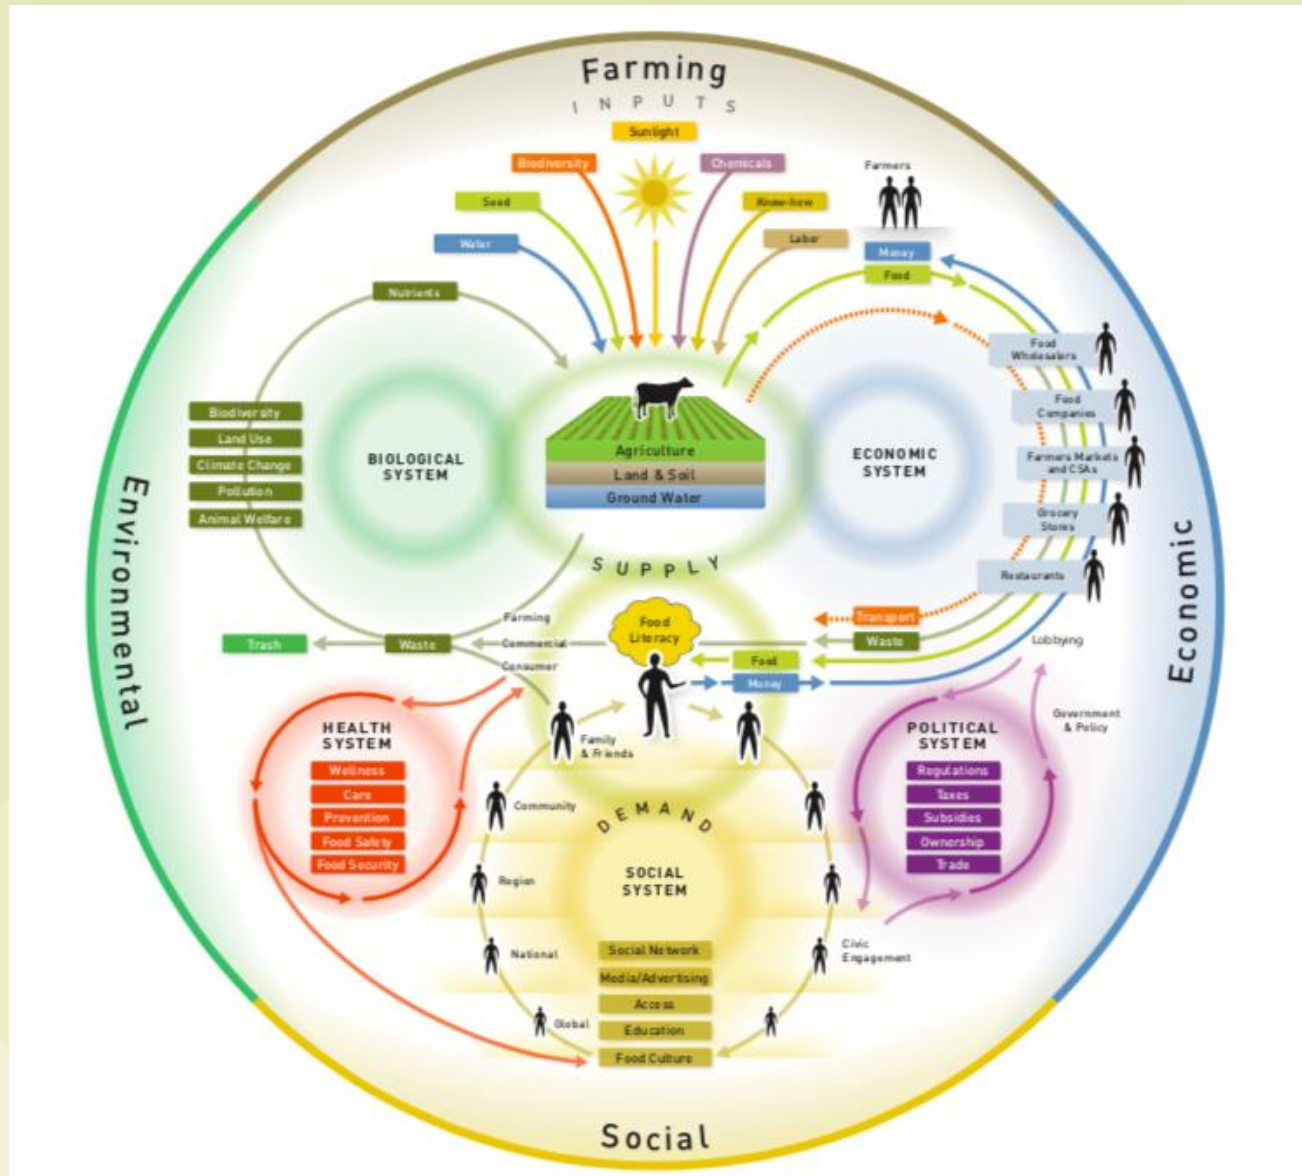 Farming
INPUTS
Sunlight
Biodiversity
Chemicals
Farmers
Seed
Know-how
Water
Labor
Money
Food
Nutrients
Food
Wholesalers
Food
Companies
Farmers Markets
and CSAs
Grocery
Stores
Restaurants
Biodiversity
Land Use
Climate Change
Pollution
Animal Welfare
BIOLOGICAL
SYSTEM
Agriculture
Land & Soil
Ground Water
ECONOMIC
SYSTEM
Environmental
Economic
SUPPLY
Farming
Commercial
Consumer
Food
Literacy
Transport
Waste
Food
Money
Lobbying
Trash
Waste
HEALTH
SYSTEM
Wellness
Care
Prevention
Food Safety
Food Security
Family
& Friends
Community
Region
National
Global
DEMAND
SOCIAL
SYSTEM
Social Network
Media/Advertising
Access
Education
Food Culture
POLITICAL
SYSTEM
Regulations
Taxes
Subsidies
Ownership
Trade
Government
& Policy
Civic
Engagement
Social